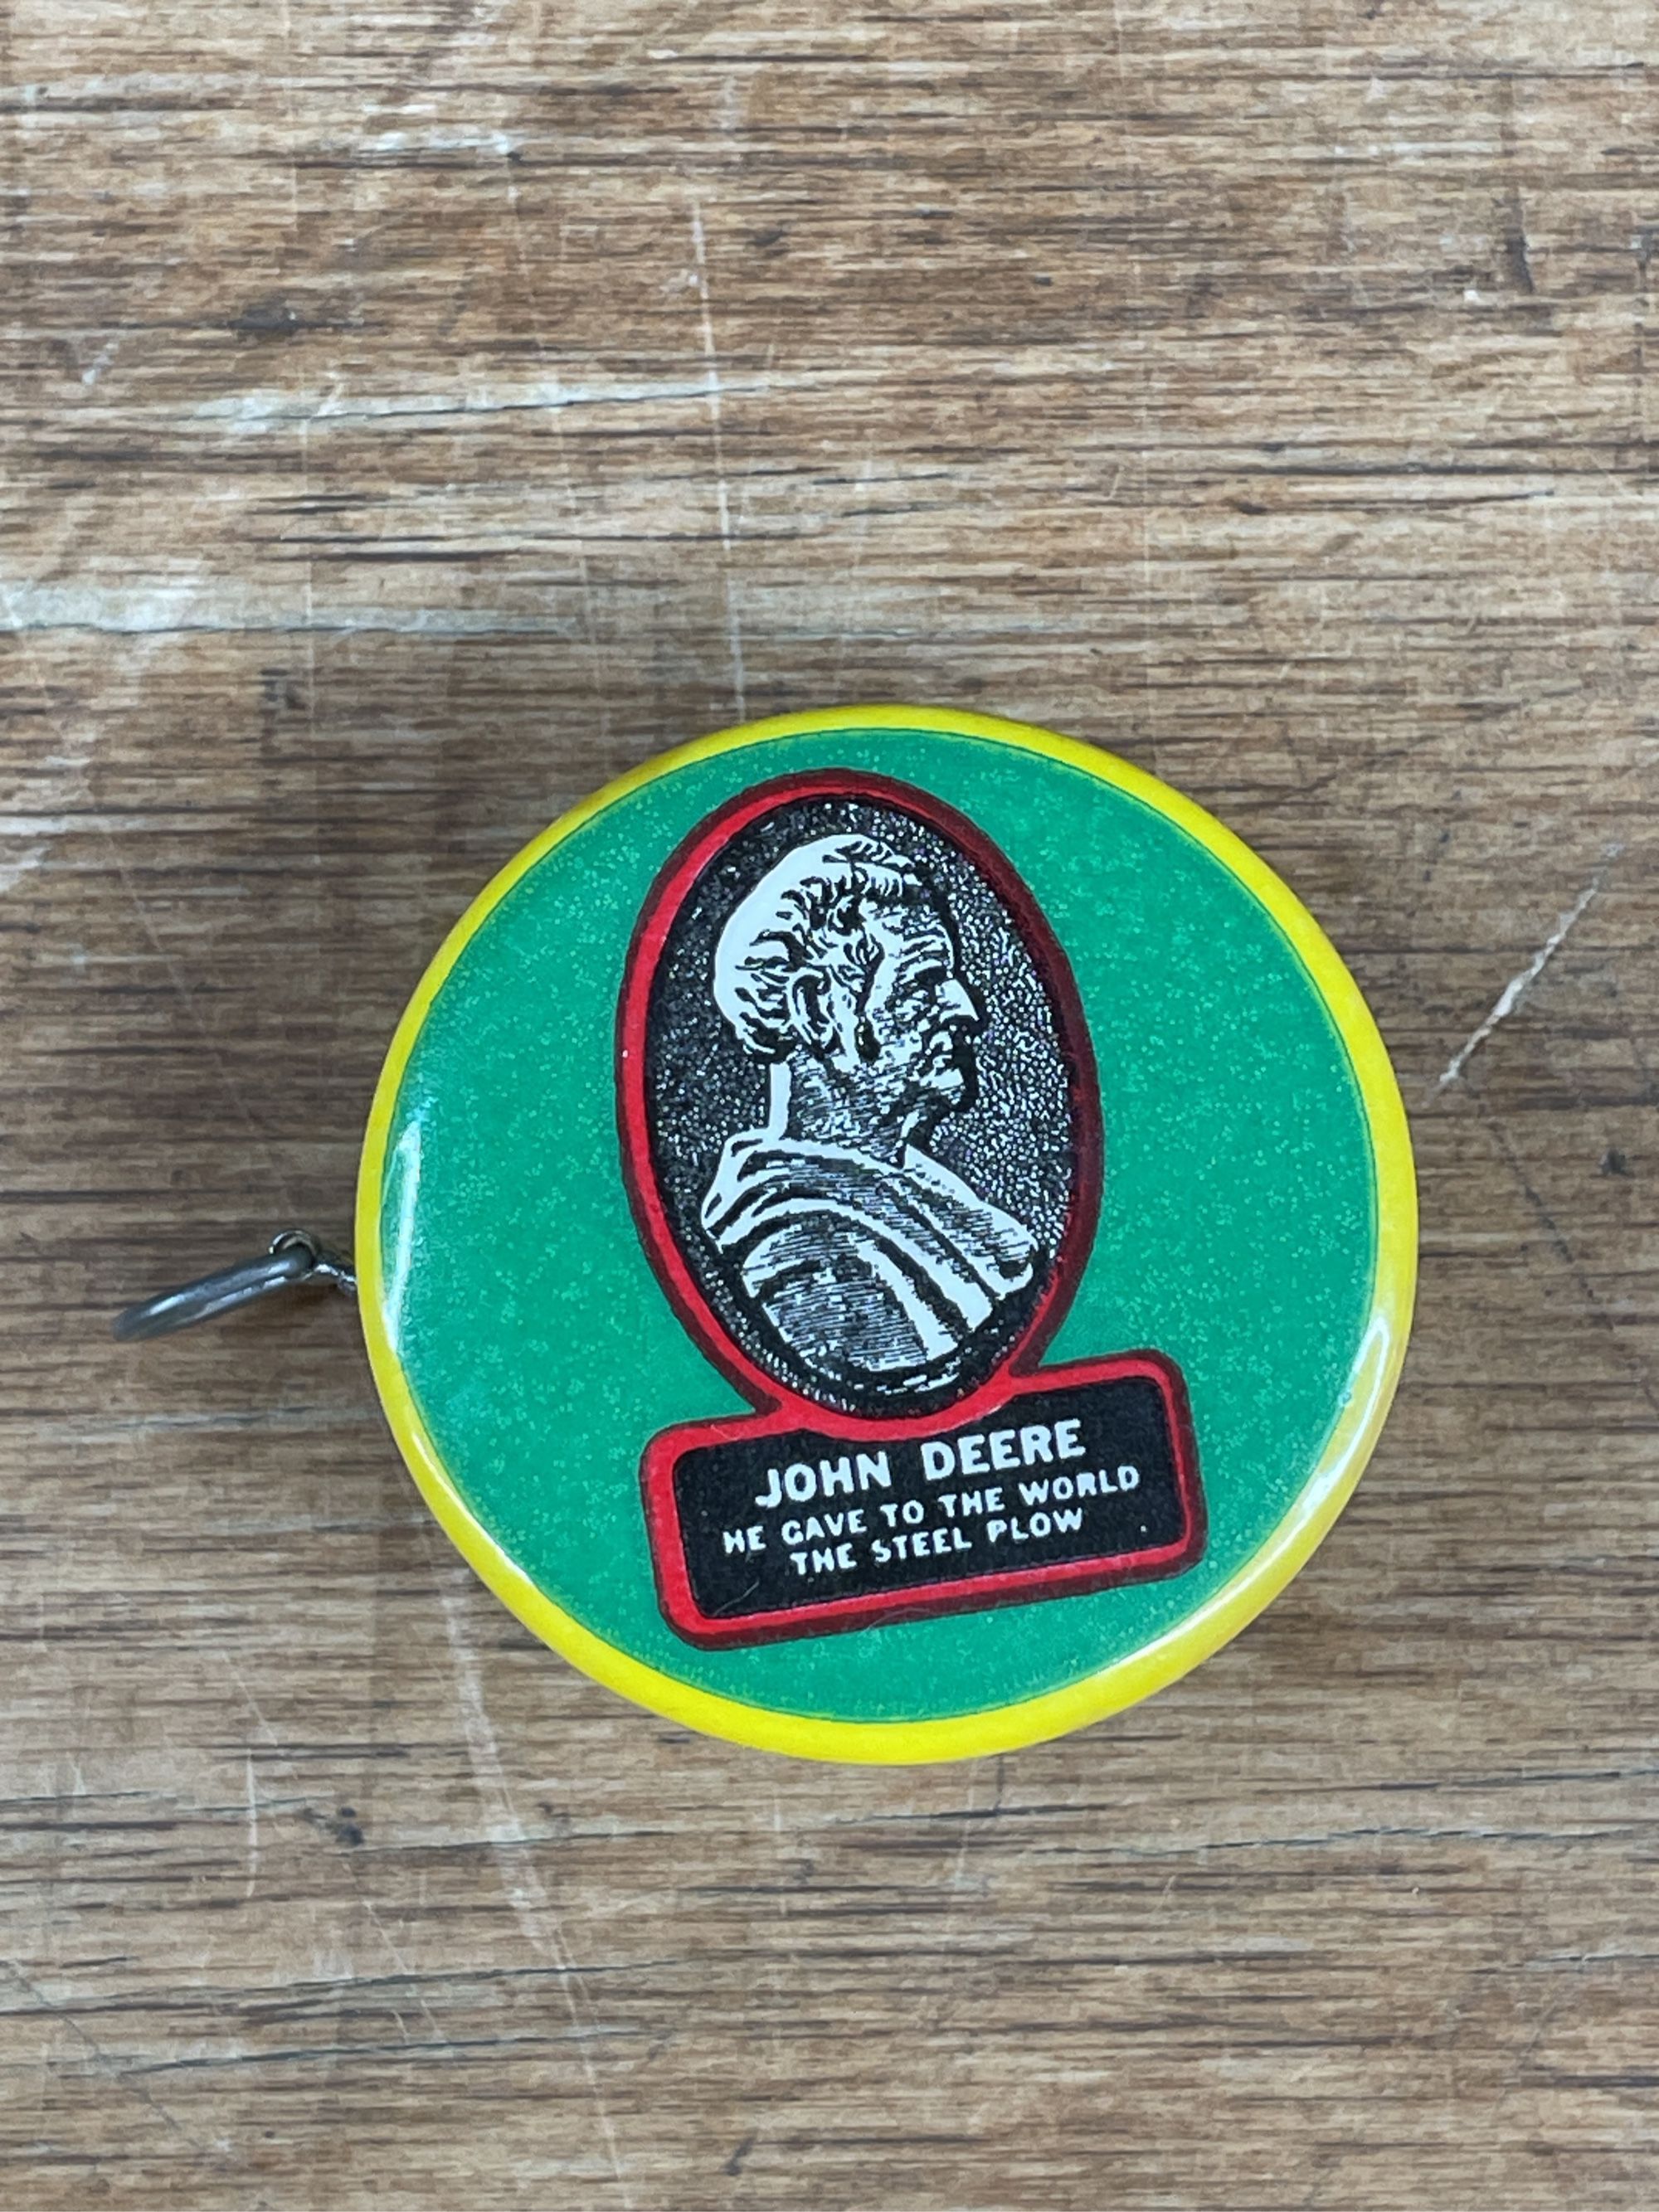 JOHN DEERE
HE GAVE TO THE WORLD
THE STEEL PLOW